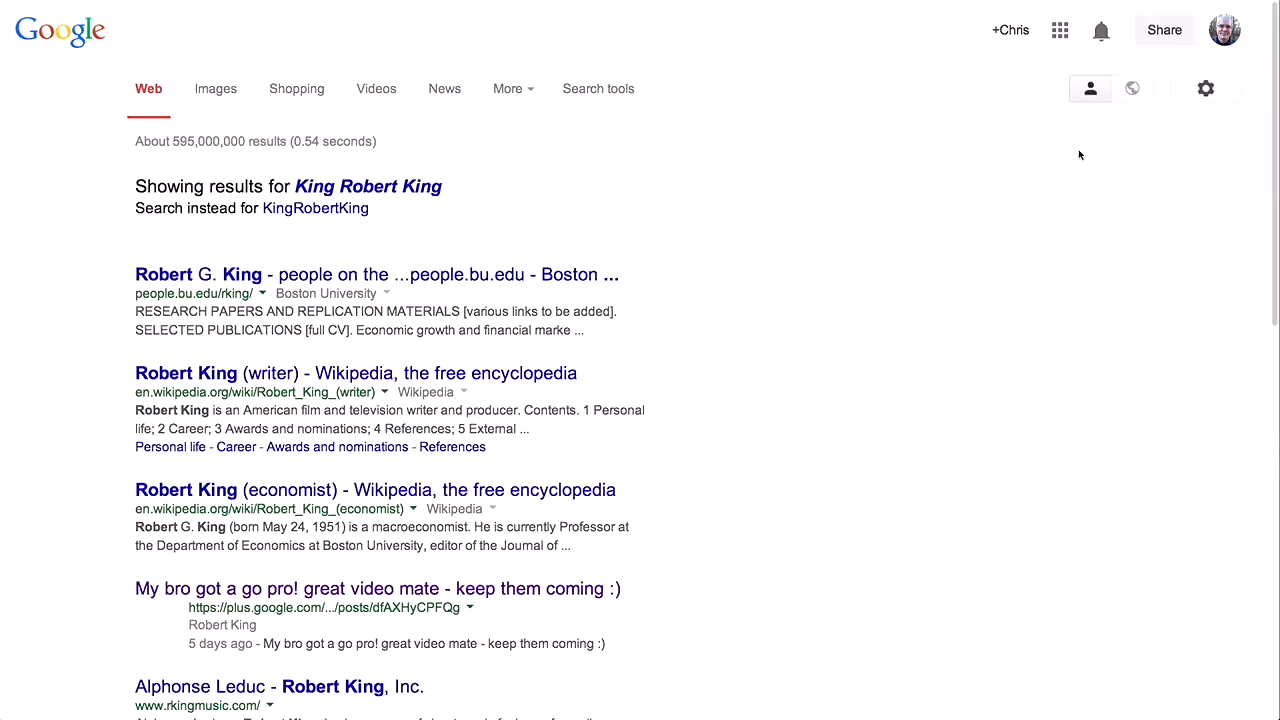 Google
+Chris
Share
Web Images Shopping Videos News More Search tools
About 595,000,000 results (0.54 seconds)
Showing results for King Robert King
Search instead for KingRobertKing
Robert G. King - people on the ...people.bu.edu - Boston ...
people.bu.edu/rking/ Boston University
RESEARCH PAPERS AND REPLICATION MATERIALS [various links to be added].
SELECTED PUBLICATIONS [full CV]. Economic growth and financial marke ...
Robert King (writer) - Wikipedia, the free encyclopedia
en.wikipedia.org/wiki/Robert_King_(writer) Wikipedia
Robert King is an American film and television writer and producer. Contents. 1 Personal
life; 2 Career; 3 Awards and nominations; 4 References; 5 External ...
Personal life - Career - Awards and nominations - References
Robert King (economist) - Wikipedia, the free encyclopedia
en.wikipedia.org/wiki/Robert_King_(economist) Wikipedia
Robert G. King (born May 24, 1951) is a macroeconomist. He is currently Professor at
the Department of Economics at Boston University, editor of the Journal of ...
My bro got a go pro! great video mate - keep them coming :)
https://plus.google.com/.../posts/dfAXHyCPFQg
Robert King
5 days ago - My bro got a go pro! great video mate - keep them coming :)
Alphonse Leduc - Robert King, Inc.
www.rkingmusic.com/